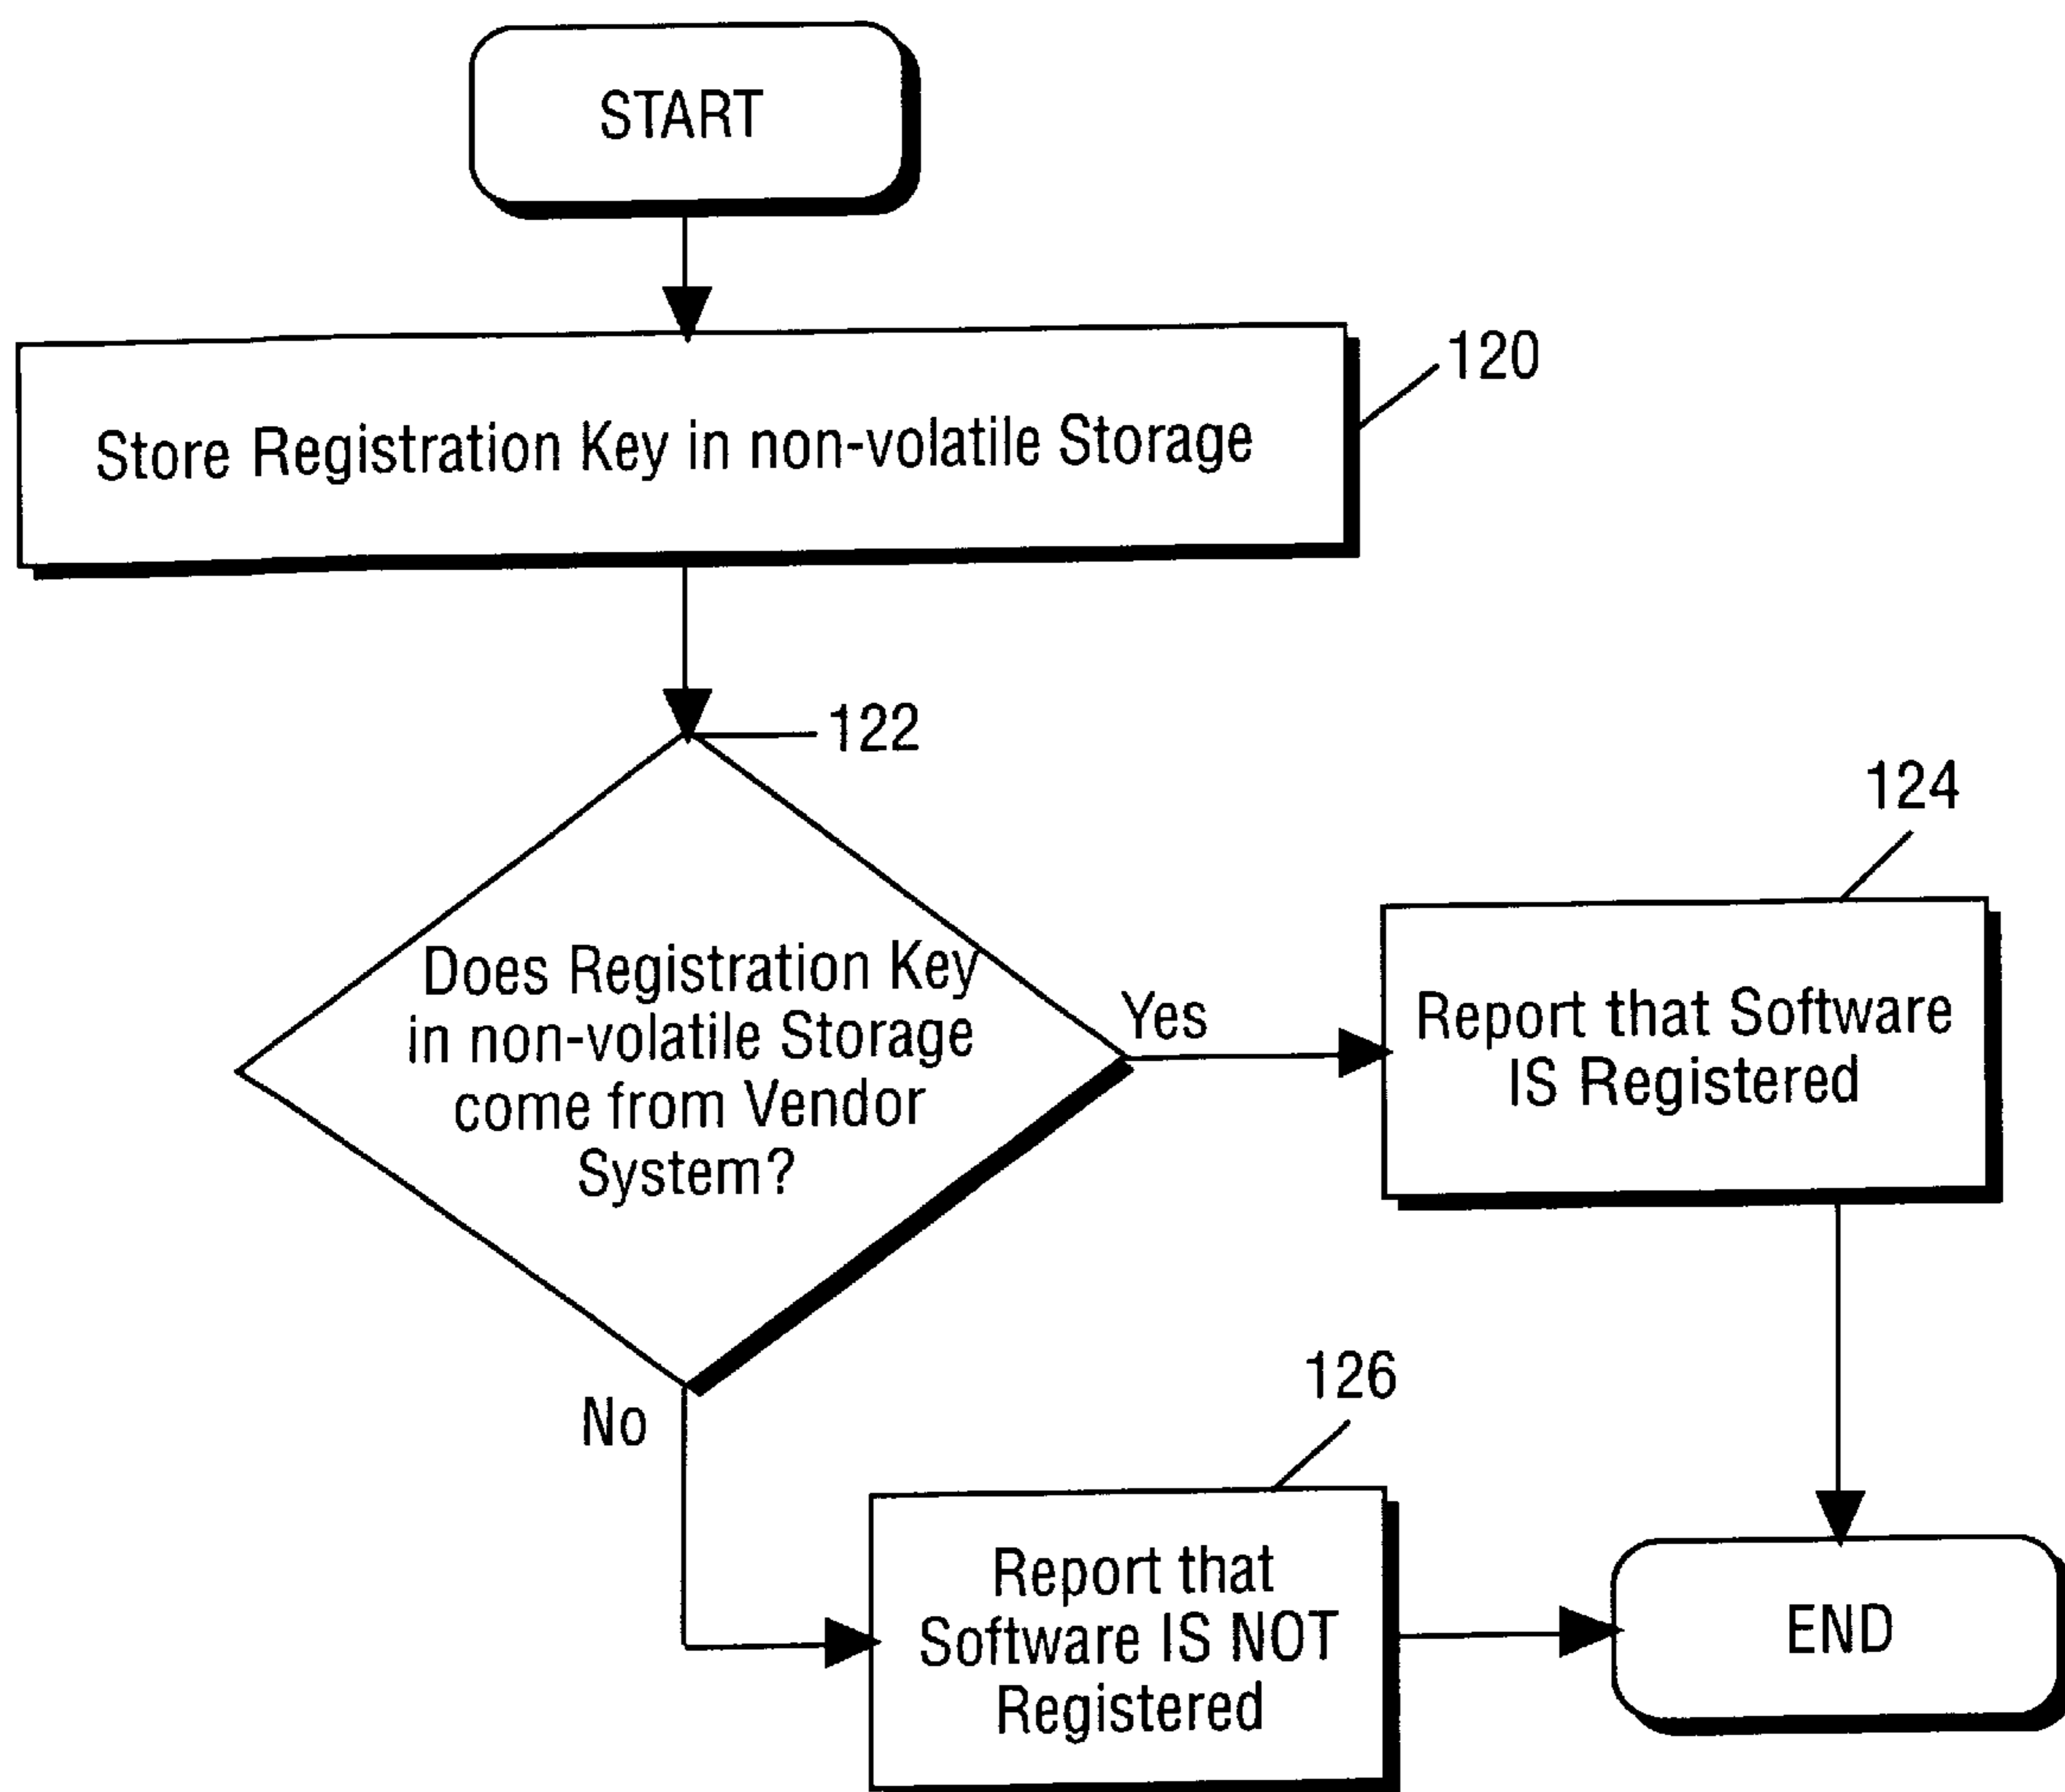 START
120
Store Registration Key in non-volatile Storage
122
124
Does Registration Key
in non-volatile Storage
come from Vendor
System?
Yes
Report that Software
IS Registered
No
126
Report that
Software IS NOT
Registered
END